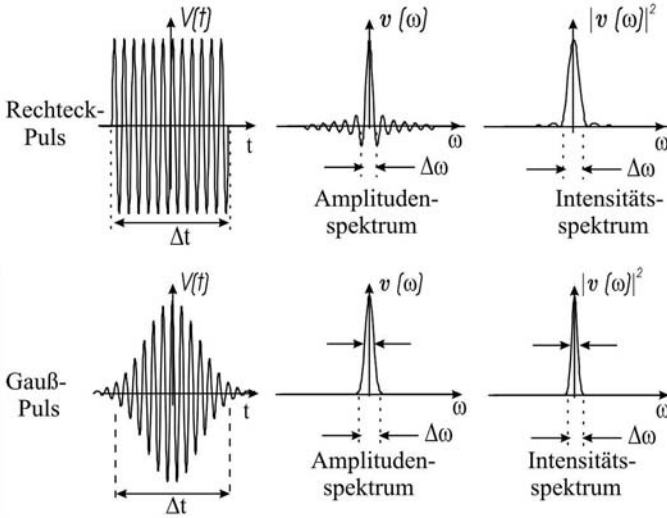 V(t)
v (ω)
|v (ω)|²
Rechteck-
Puls
t
ω
ω
Δω
Δω
Δt
Amplituden-
spektrum
Intensitäts-
spektrum
V(t)
v (ω)
|v (ω)|²
Gauß-
Puls
t
ω
ω
Δω
Δω
Δt
Amplituden-
spektrum
Intensitäts-
spektrum